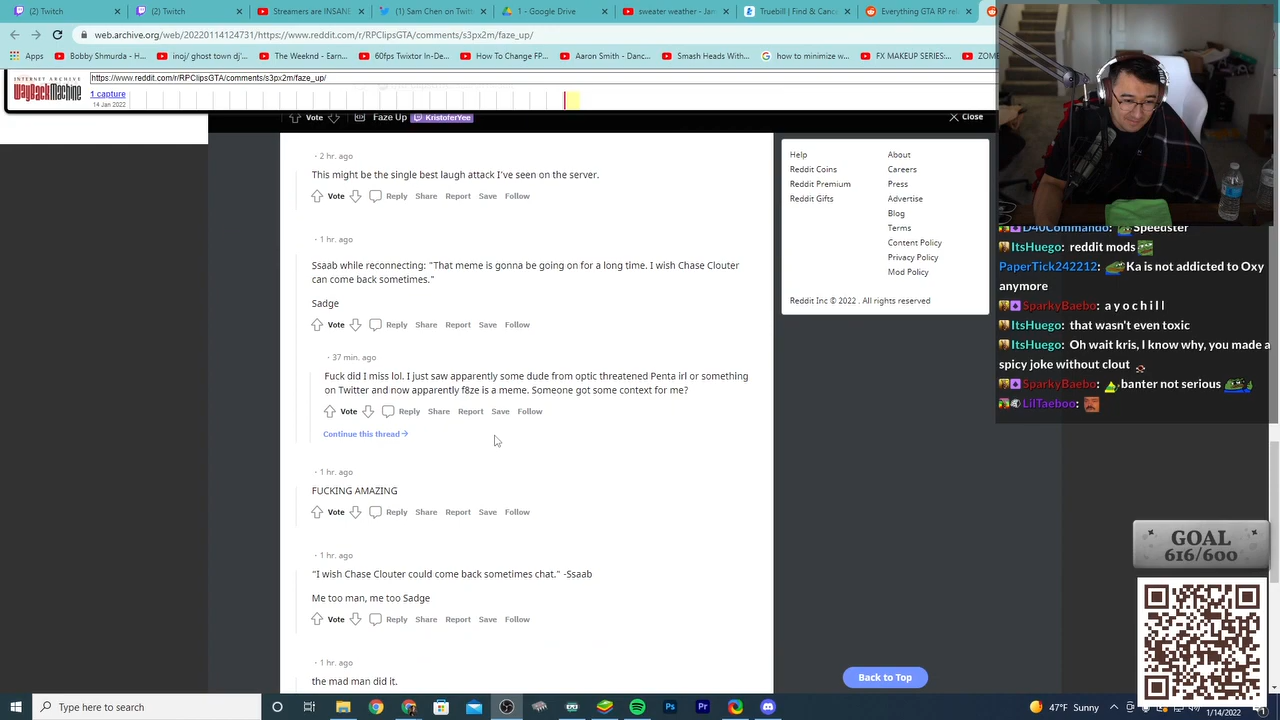 (2) Twitch
(2) Twitch
Streamers are INSANE
(1) Sam Chen on Twitt
1 - Google Drive
sweater weather - Jam
Truebill | Find & Canc
Everything GTA RP rel
web.archive.org/web/20220114124731/https://www.reddit.com/r/RPClipsGTA/comments/s3px2m/faze_up/
Apps
Bobby Shmurda - H
inoj/ ghost town dj
The Weeknd - Earn
60fps Twixtor In-De
How To Change FP
Aaron Smith - Danc
Smash Heads With
how to minimize w
FX MAKEUP SERIES:
ZOM
INTERNET ARCHIVE
WayBackMachine
https://www.reddit.com/r/RPClipsGTA/comments/s3px2m/faze_up/
1 capture
14 Jan 2022
Vote
Faze Up
KristoferYee
Close
· 2 hr. ago
This might be the single best laugh attack I've seen on the server.
Vote Reply Share Report Save Follow
· 1 hr. ago
Ssaab while reconnecting: "That meme is gonna be going on for a long time. I wish Chase Clouter
can come back sometimes."
Sadge
Vote Reply Share Report Save Follow
· 37 min. ago
Fuck did I miss lol. I just saw apparently some dude from optic threatened Penta irl or something
on Twitter and now apparently f8ze is a meme. Someone got some context for me?
Vote Reply Share Report Save Follow
Continue this thread
· 1 hr. ago
FUCKING AMAZING
Vote Reply Share Report Save Follow
· 1 hr. ago
"I wish Chase Clouter could come back sometimes chat." -Ssaab
Me too man, me too Sadge
Vote Reply Share Report Save Follow
· 1 hr. ago
the mad man did it.
Help About
Reddit Coins Careers
Reddit Premium Press
Reddit Gifts Advertise
Blog
Terms
Content Policy
Privacy Policy
Mod Policy
Reddit Inc © 2022 . All rights reserved
Back to Top
D40Commando: Speedster
ItsHuego: reddit mods
PaperTick242212: Ka is not addicted to Oxy
anymore
SparkyBaebo: a y o c h i l l
ItsHuego: that wasn't even toxic
ItsHuego: Oh wait kris, I know why, you made a
spicy joke without clout
SparkyBaebo: banter not serious
LilTaeboo:
GOAL
616/600
Type here to search
47°F Sunny
1/14/2022